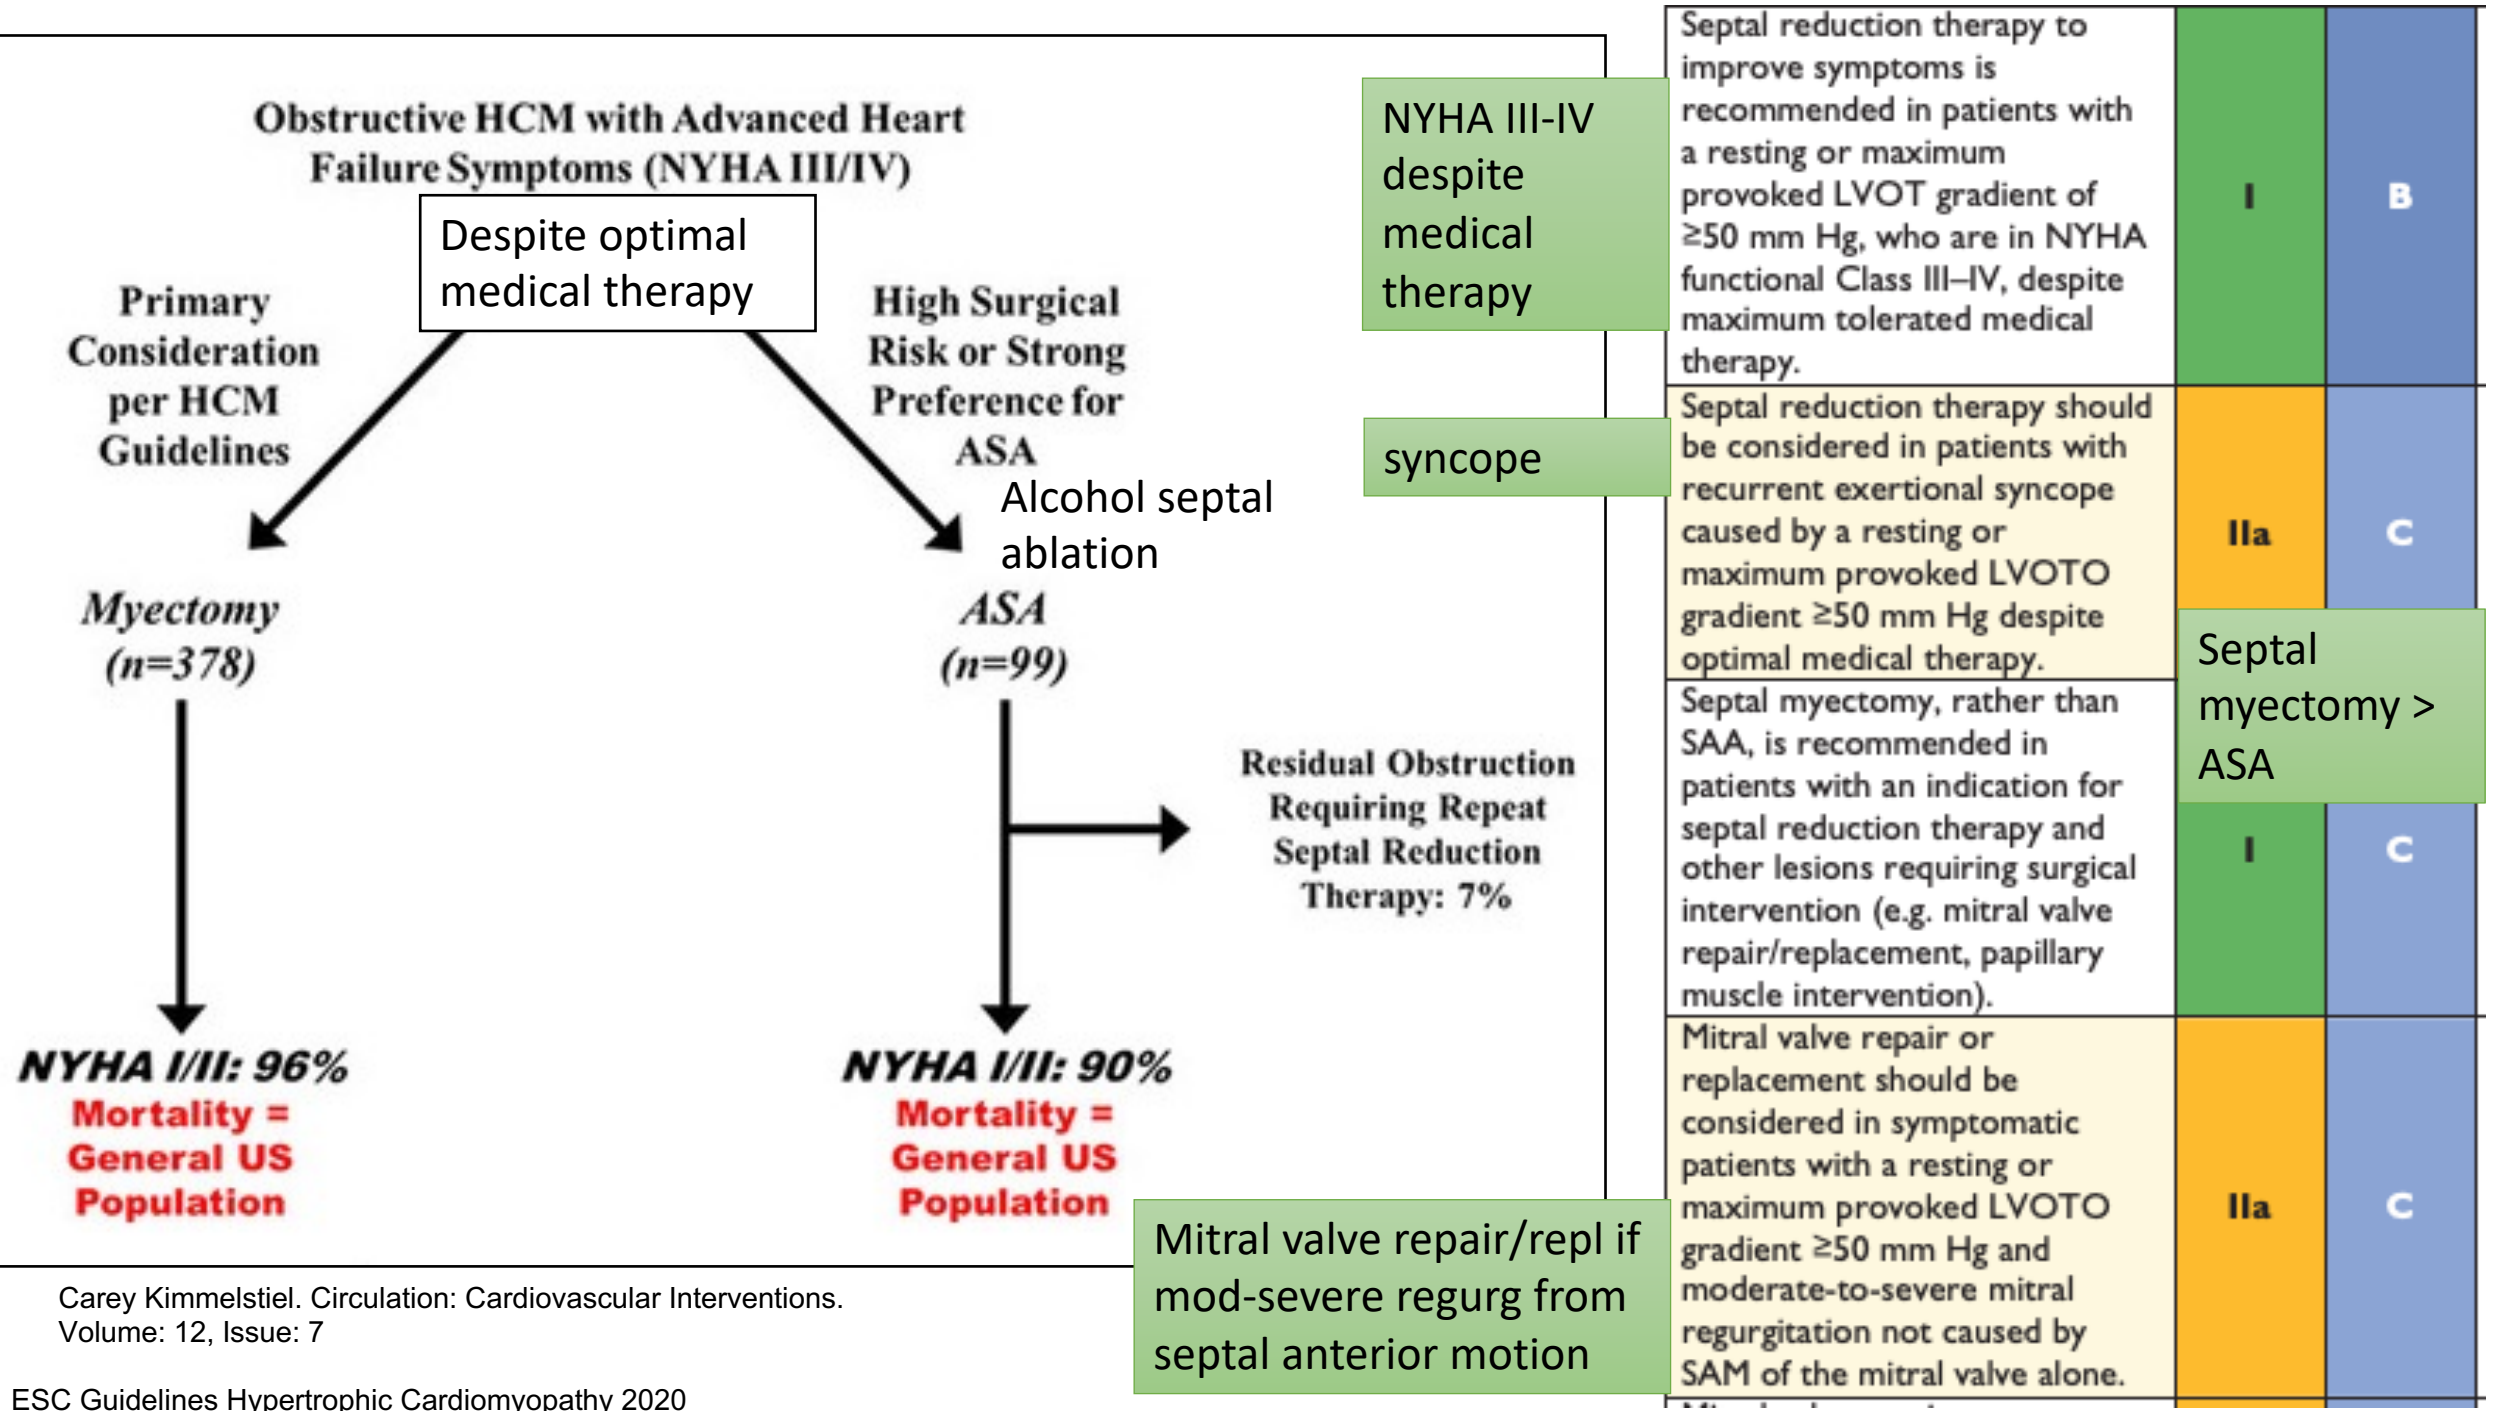 Obstructive HCM with Advanced Heart
Failure Symptoms (NYHA III/IV)
Despite optimal
medical therapy
Primary
Consideration
per HCM
Guidelines
High Surgical
Risk or Strong
Preference for
ASA
Alcohol septal
ablation
Myectomy
(n=378)
ASA
(n=99)
Residual Obstruction
Requiring Repeat
Septal Reduction
Therapy: 7%
NYHA I/II: 96%
Mortality =
General US
Population
NYHA I/II: 90%
Mortality =
General US
Population
Carey Kimmelstiel. Circulation: Cardiovascular Interventions.
Volume: 12, Issue: 7
ESC Guidelines Hypertrophic Cardiomyopathy 2020
NYHA III-IV
despite
medical
therapy
Septal reduction therapy to
improve symptoms is
recommended in patients with
a resting or maximum
provoked LVOT gradient of
≥50 mm Hg, who are in NYHA
functional Class III–IV, despite
maximum tolerated medical
therapy.
I
B
syncope
Septal reduction therapy should
be considered in patients with
recurrent exertional syncope
caused by a resting or
maximum provoked LVOTO
gradient ≥50 mm Hg despite
optimal medical therapy.
IIa
C
Septal
myectomy >
ASA
Septal myectomy, rather than
SAA, is recommended in
patients with an indication for
septal reduction therapy and
other lesions requiring surgical
intervention (e.g. mitral valve
repair/replacement, papillary
muscle intervention).
I
C
Mitral valve repair/repl if
mod-severe regurg from
septal anterior motion
Mitral valve repair or
replacement should be
considered in symptomatic
patients with a resting or
maximum provoked LVOTO
gradient ≥50 mm Hg and
moderate-to-severe mitral
regurgitation not caused by
SAM of the mitral valve alone.
IIa
C